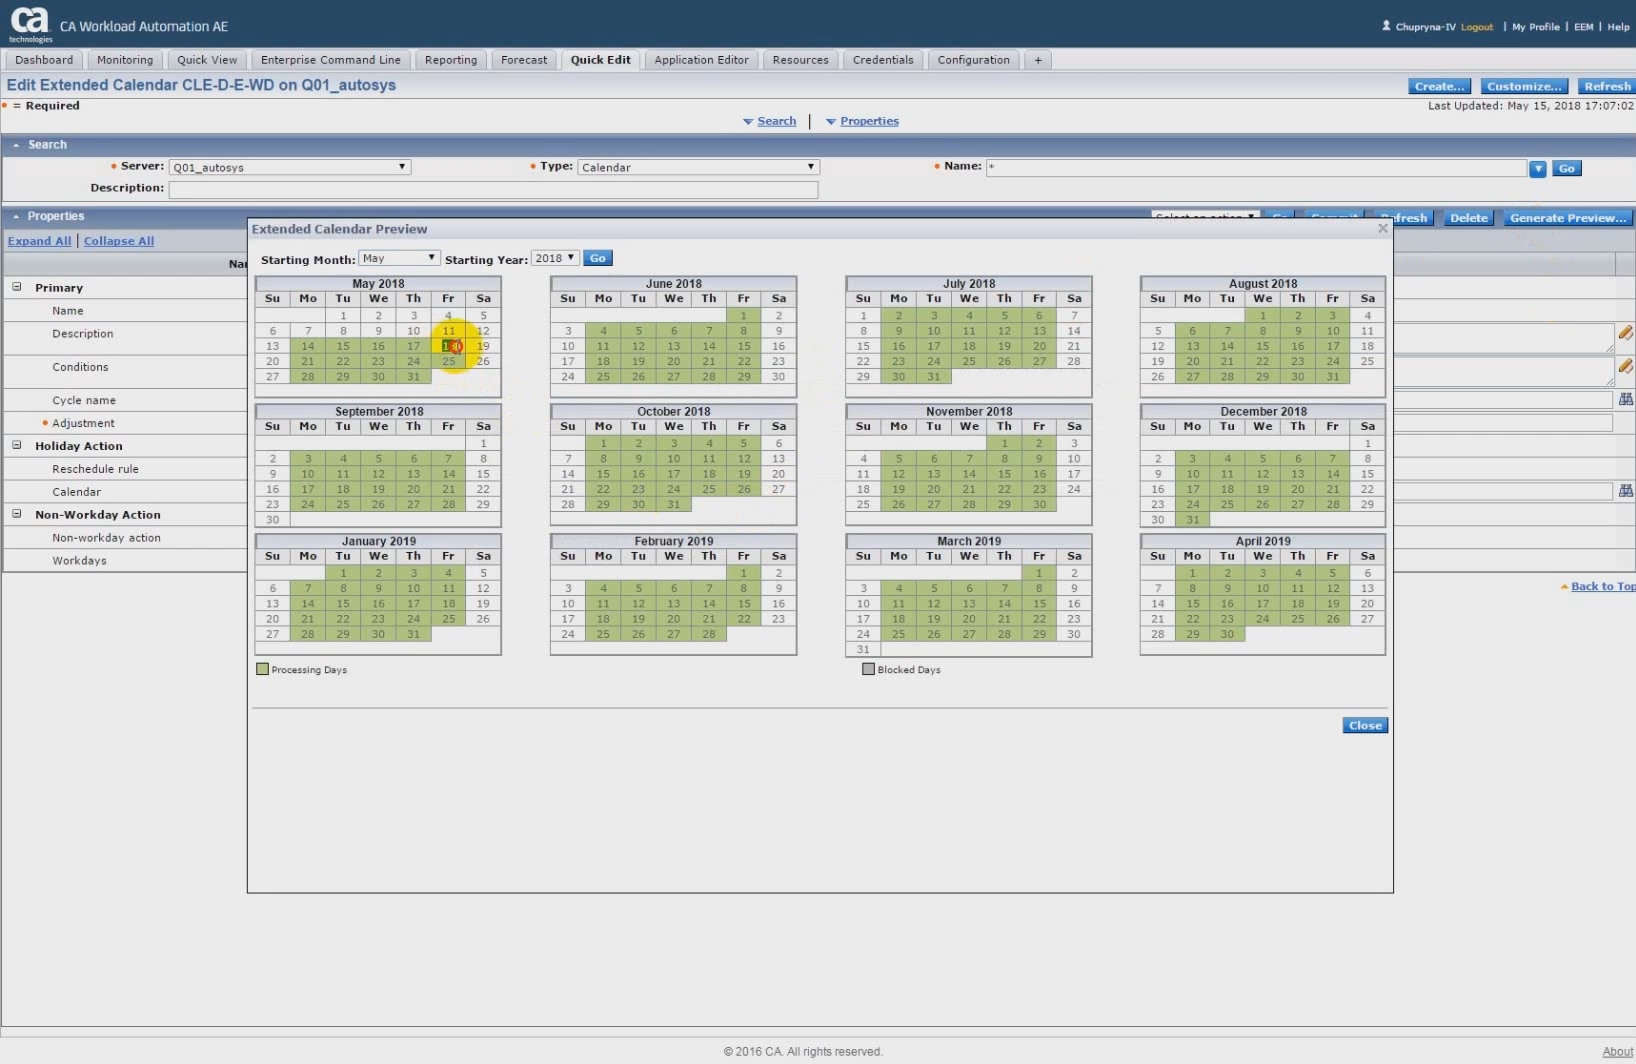 ca
technologies
CA Workload Automation AE
Chupryna-IV Logout | My Profile | EEM | Help
Dashboard Monitoring Quick View Enterprise Command Line Reporting Forecast Quick Edit Application Editor Resources Credentials Configuration +
Edit Extended Calendar CLE-D-E-WD on Q01_autosys
Create... Customize... Refresh
= Required
Last Updated: May 15, 2018 17:07:02
Search | Properties
Search
Server: Q01_autosys Type: Calendar Name: * Go
Description:
Properties
Delete Generate Preview...
Expand All | Collapse All
Primary
Name
Description
Conditions
Cycle name
Adjustment
Holiday Action
Reschedule rule
Calendar
Non-Workday Action
Non-workday action
Workdays
Extended Calendar Preview
Starting Month: May Starting Year: 2018 Go
May 2018
Su Mo Tu We Th Fr Sa
1 2 3 4 5
6 7 8 9 10 11 12
13 14 15 16 17 19
20 21 22 23 24 25 26
27 28 29 30 31
June 2018
Su Mo Tu We Th Fr Sa
1 2
3 4 5 6 7 8 9
10 11 12 13 14 15 16
17 18 19 20 21 22 23
24 25 26 27 28 29 30
July 2018
Su Mo Tu We Th Fr Sa
1 2 3 4 5 6 7
8 9 10 11 12 13 14
15 16 17 18 19 20 21
22 23 24 25 26 27 28
29 30 31
August 2018
Su Mo Tu We Th Fr Sa
1 2 3 4
5 6 7 8 9 10 11
12 13 14 15 16 17 18
19 20 21 22 23 24 25
26 27 28 29 30 31
September 2018
Su Mo Tu We Th Fr Sa
1
2 3 4 5 6 7 8
9 10 11 12 13 14 15
16 17 18 19 20 21 22
23 24 25 26 27 28 29
30
October 2018
Su Mo Tu We Th Fr Sa
1 2 3 4 5 6
7 8 9 10 11 12 13
14 15 16 17 18 19 20
21 22 23 24 25 26 27
28 29 30 31
November 2018
Su Mo Tu We Th Fr Sa
1 2 3
4 5 6 7 8 9 10
11 12 13 14 15 16 17
18 19 20 21 22 23 24
25 26 27 28 29 30
December 2018
Su Mo Tu We Th Fr Sa
1
2 3 4 5 6 7 8
9 10 11 12 13 14 15
16 17 18 19 20 21 22
23 24 25 26 27 28 29
30 31
January 2019
Su Mo Tu We Th Fr Sa
1 2 3 4 5
6 7 8 9 10 11 12
13 14 15 16 17 18 19
20 21 22 23 24 25 26
27 28 29 30 31
February 2019
Su Mo Tu We Th Fr Sa
1 2
3 4 5 6 7 8 9
10 11 12 13 14 15 16
17 18 19 20 21 22 23
24 25 26 27 28
March 2019
Su Mo Tu We Th Fr Sa
1 2
3 4 5 6 7 8 9
10 11 12 13 14 15 16
17 18 19 20 21 22 23
24 25 26 27 28 29 30
31
April 2019
Su Mo Tu We Th Fr Sa
1 2 3 4 5 6
7 8 9 10 11 12 13
14 15 16 17 18 19 20
21 22 23 24 25 26 27
28 29 30
Processing Days
Blocked Days
Close
Back to Top
© 2016 CA. All rights reserved.
About